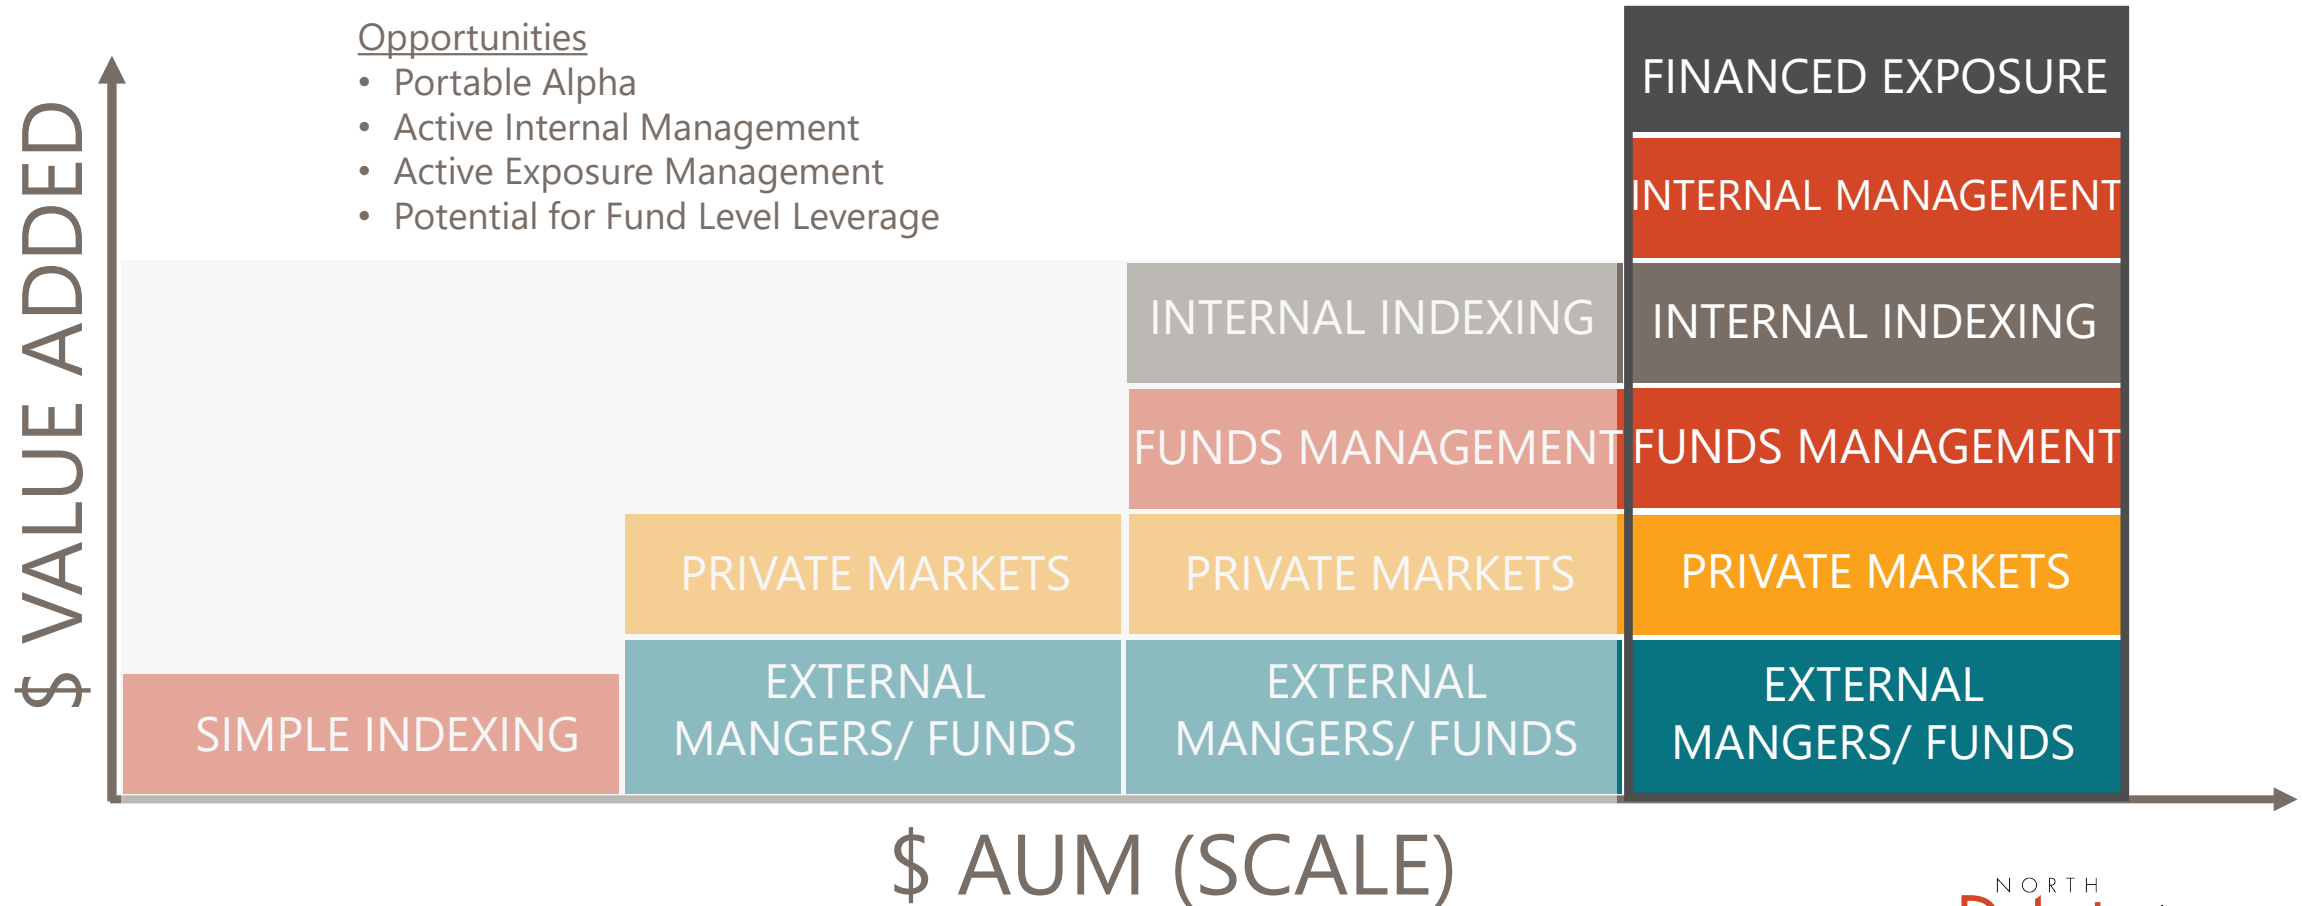 Opportunities
• Portable Alpha
• Active Internal Management
• Active Exposure Management
• Potential for Fund Level Leverage
$ VALUE ADDED
FINANCED EXPOSURE
INTERNAL MANAGEMENT
INTERNAL INDEXING
INTERNAL INDEXING
FUNDS MANAGEMENT
FUNDS MANAGEMENT
PRIVATE MARKETS
PRIVATE MARKETS
PRIVATE MARKETS
SIMPLE INDEXING
EXTERNAL
MANGERS/ FUNDS
EXTERNAL
MANGERS/ FUNDS
EXTERNAL
MANGERS/ FUNDS
$ AUM (SCALE)
NORTH